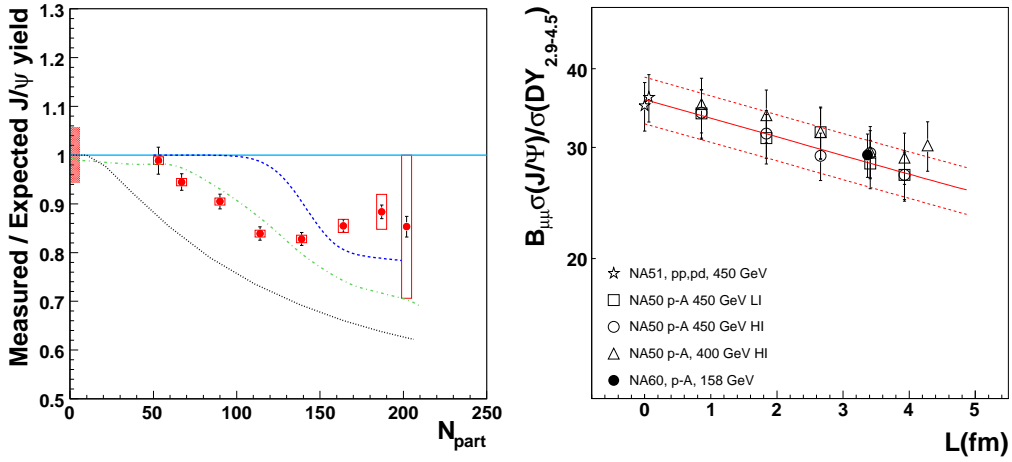 Measured / Expected J/ψ yield
1.3
1.2
1.1
1
0.9
0.8
0.7
0.6
0.5
0 50 100 150 200 250
N_part
B_μμσ(J/Ψ)/σ(DY_2.9-4.5)
40
30
20
NA51, pp,pd, 450 GeV
NA50 p-A 450 GeV LI
NA50 p-A 450 GeV HI
NA50 p-A, 400 GeV HI
NA60, p-A, 158 GeV
0 1 2 3 4 5
L(fm)